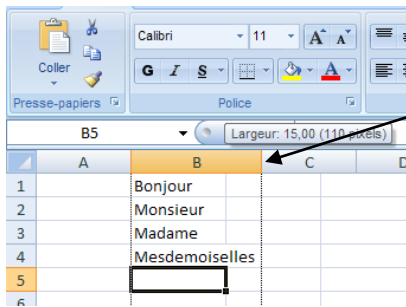 Calibri 11 A A
Coller
G I S A
Presse-papiers Police
B5 Largeur: 15,00 (110 pixels)
A B C D
1 Bonjour
2 Monsieur
3 Madame
4 Mesdemoiselles
5
6